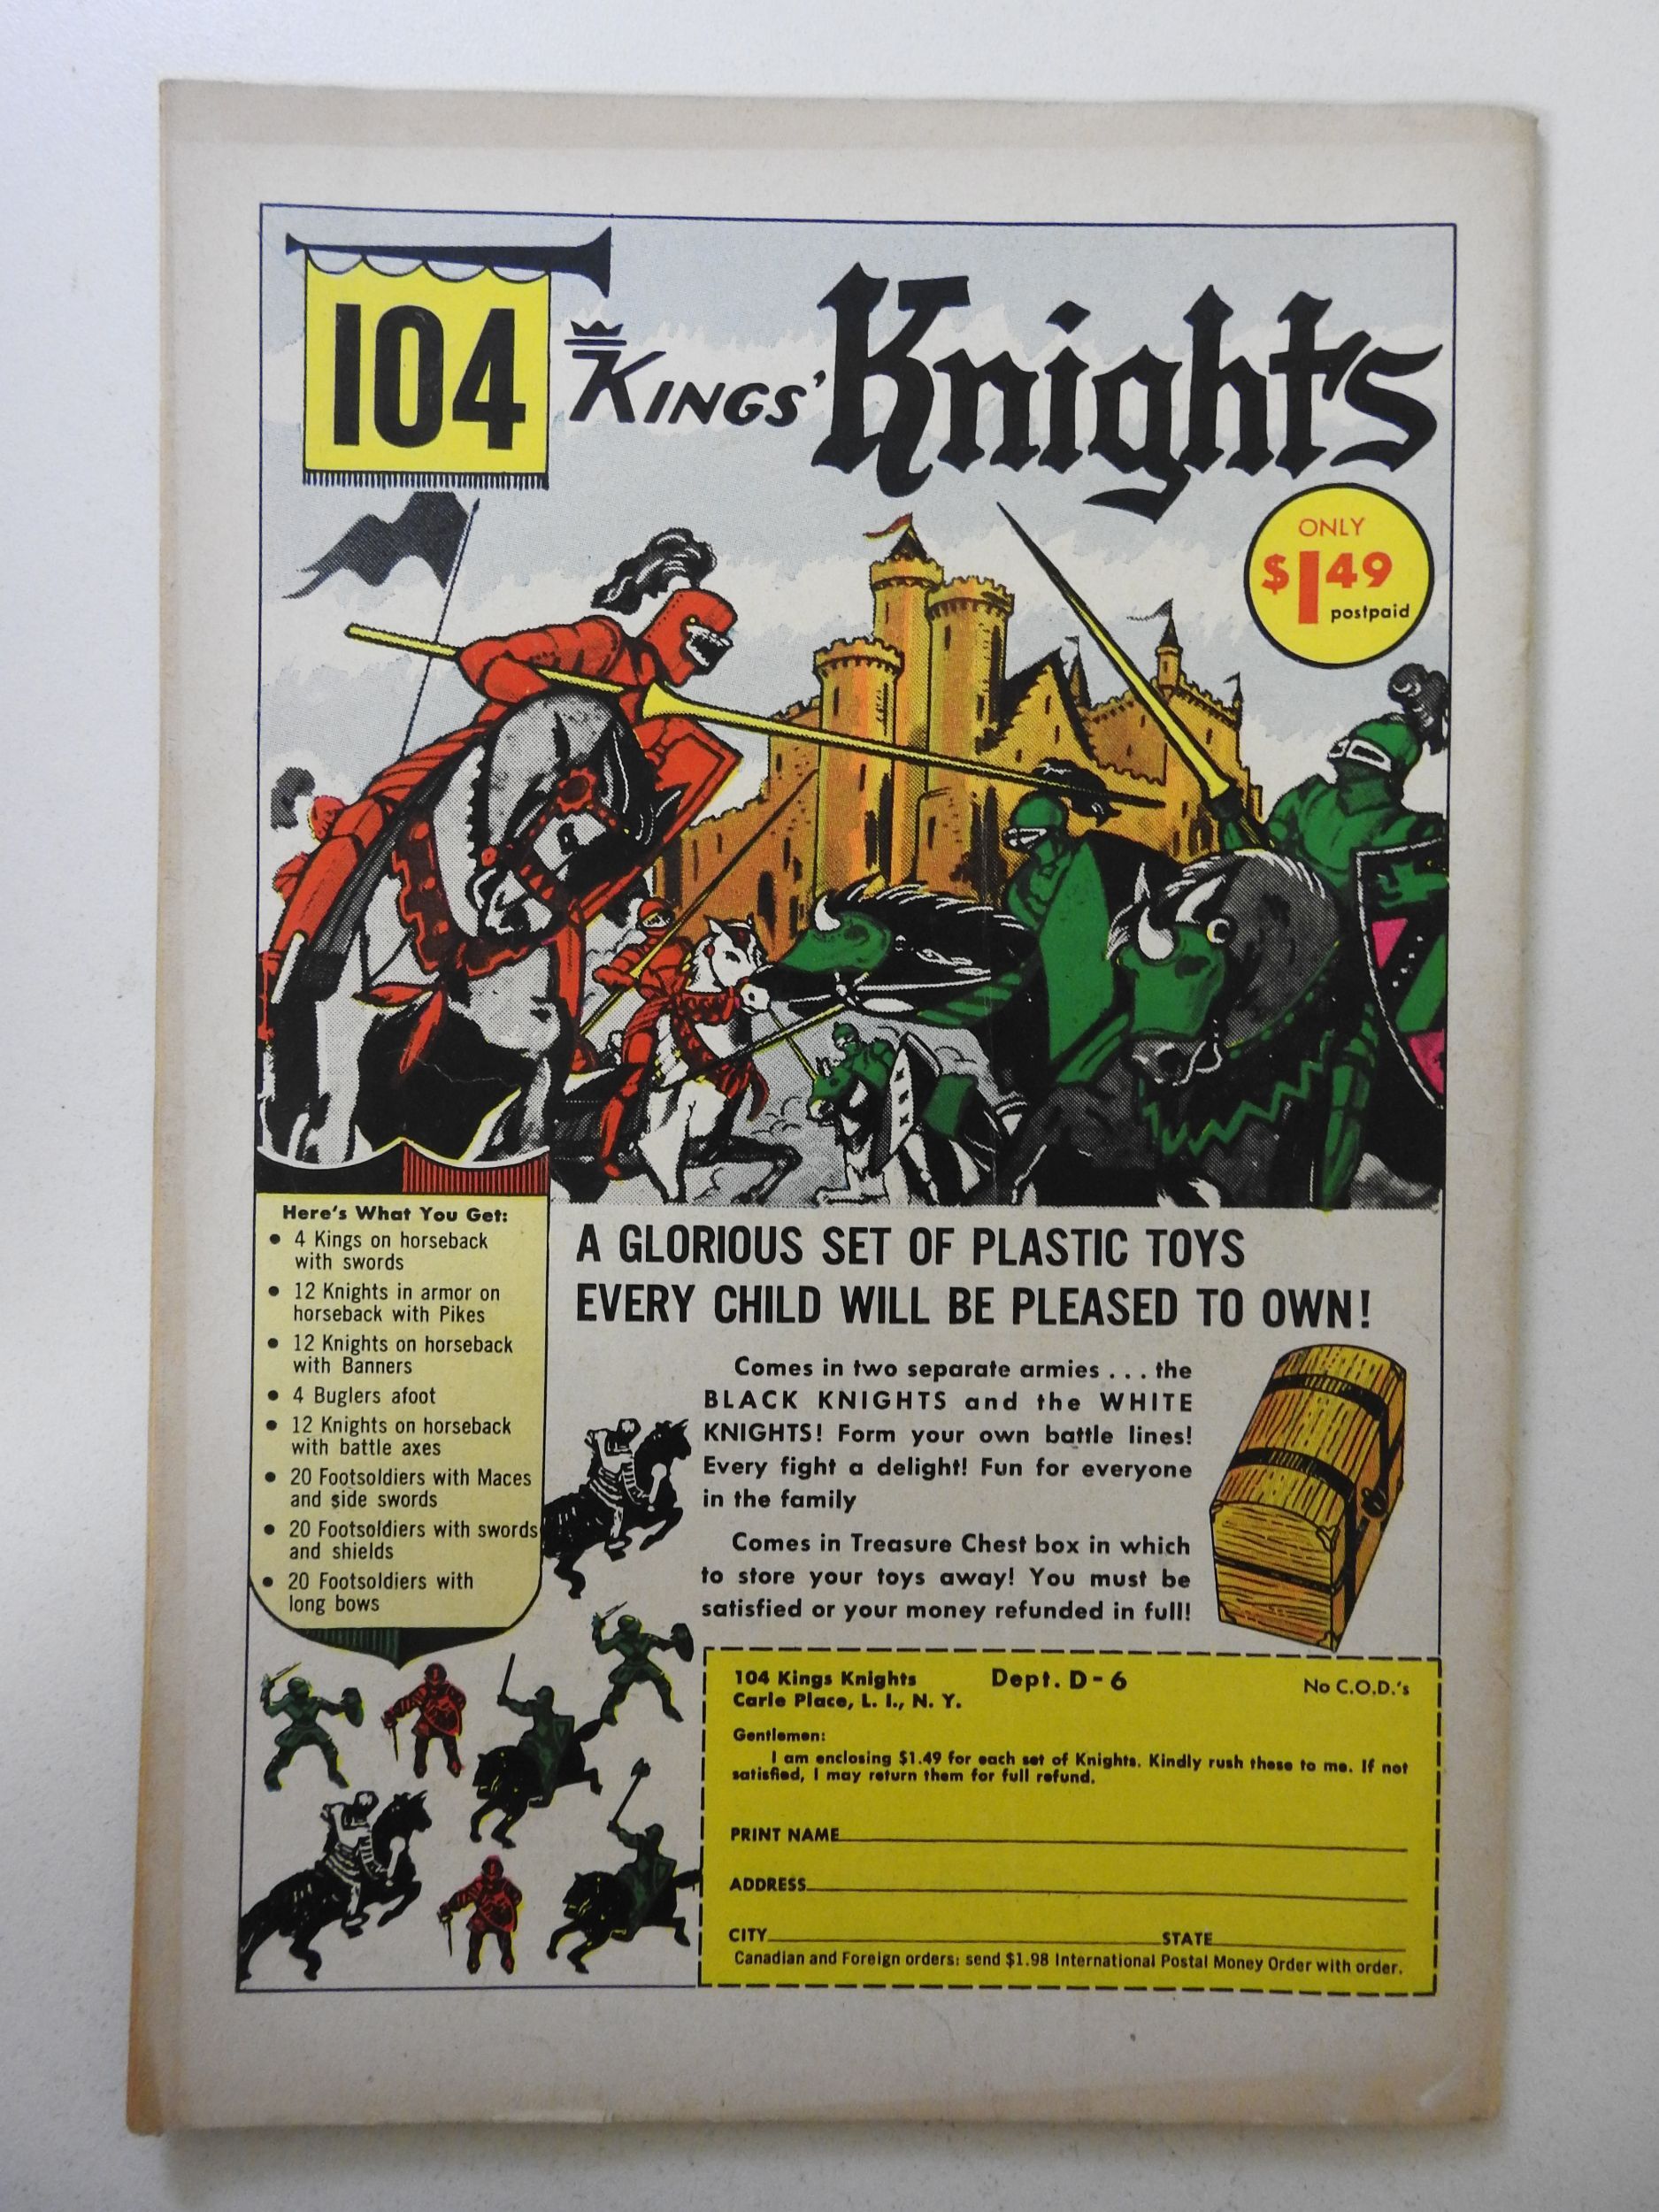 104
KINGS' Knights
ONLY
$149
postpaid
Here's What You Get:
• 4 Kings on horseback
with swords
• 12 Knights in armor on
horseback with Pikes
• 12 Knights on horseback
with Banners
• 4 Buglers afoot
• 12 Knights on horseback
with battle axes
• 20 Footsoldiers with Maces
and side swords
• 20 Footsoldiers with swords
and shields
• 20 Footsoldiers with
long bows
A GLORIOUS SET OF PLASTIC TOYS
EVERY CHILD WILL BE PLEASED TO OWN!
Comes in two separate armies . . . the
BLACK KNIGHTS and the WHITE
KNIGHTS! Form your own battle lines!
Every fight a delight! Fun for everyone
in the family
Comes in Treasure Chest box in which
to store your toys away! You must be
satisfied or your money refunded in full!
104 Kings Knights Dept. D-6 No C.O.D.'s
Carle Place, L. I., N. Y.
Gentlemen:
I am enclosing $1.49 for each set of Knights. Kindly rush these to me. If not
satisfied, I may return them for full refund.
PRINT NAME
ADDRESS
CITY STATE
Canadian and Foreign orders: send $1.98 International Postal Money Order with order.